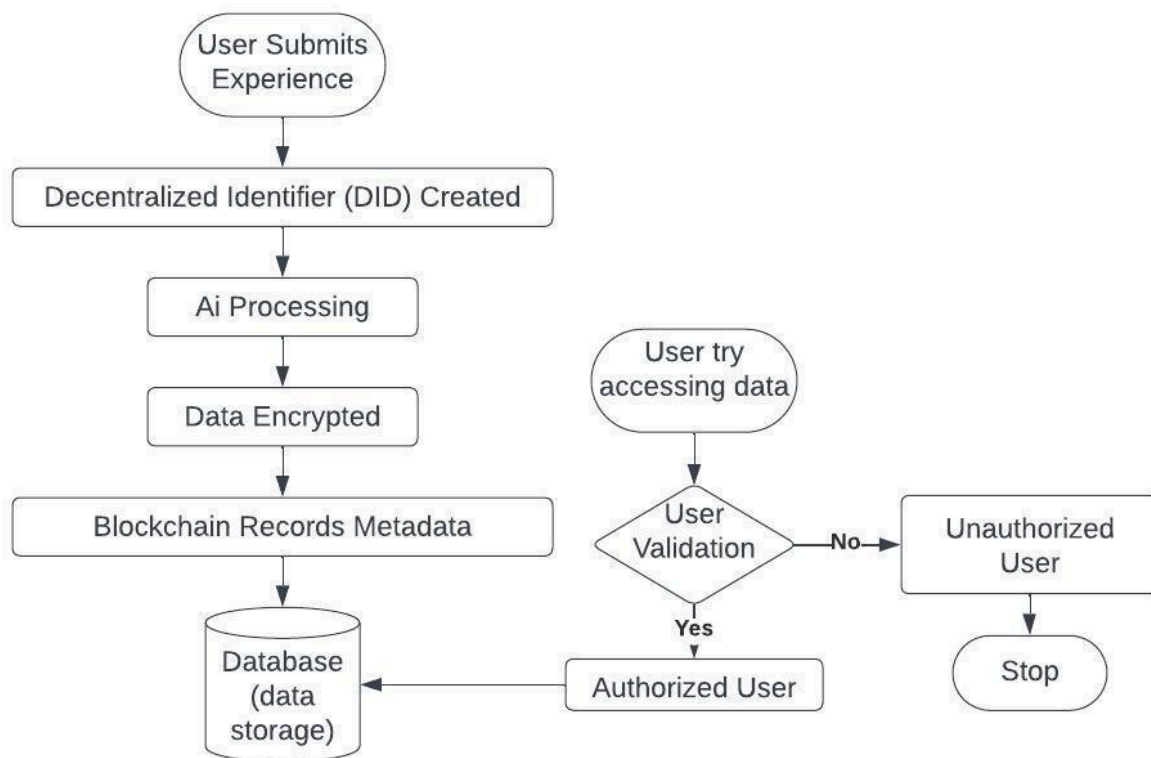 User Submits
Experience
Decentralized Identifier (DID) Created
Ai Processing
Data Encrypted
Blockchain Records Metadata
Database
(data
storage)
User try
accessing data
User
Validation
No
Unauthorized
User
Stop
Yes
Authorized User